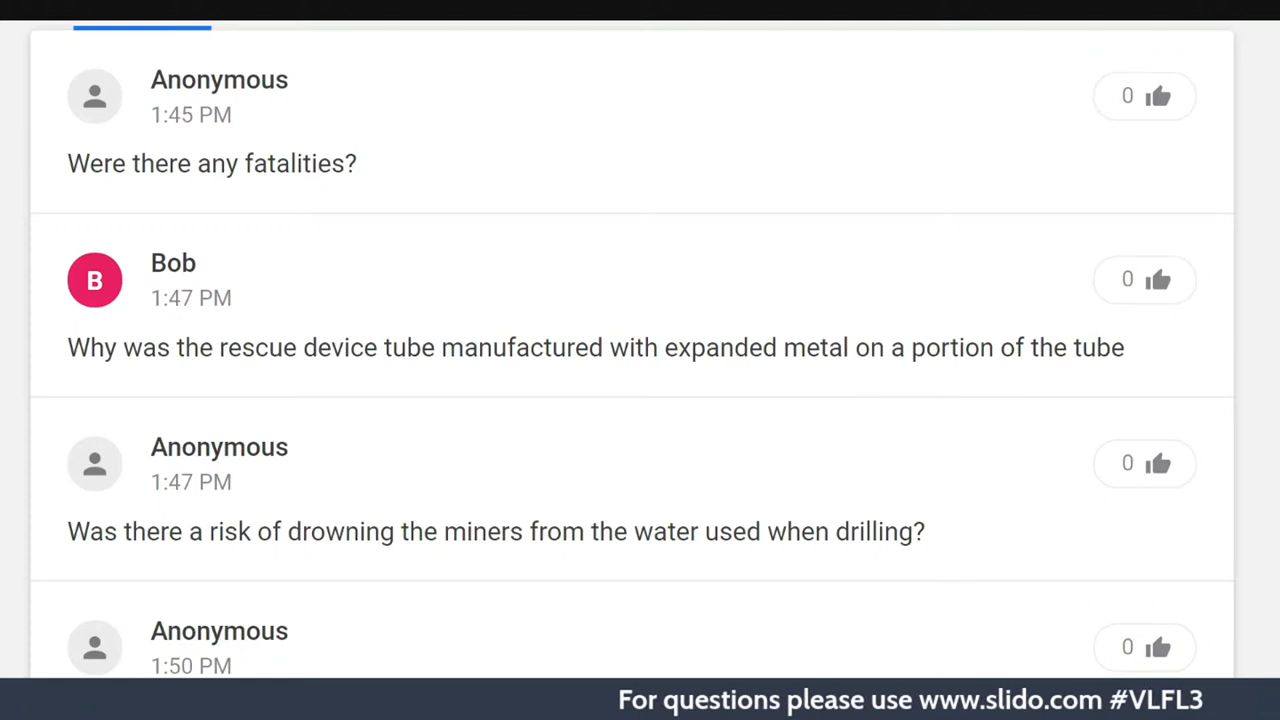 Anonymous
1:45 PM
0
Were there any fatalities?
B
Bob
1:47 PM
0
Why was the rescue device tube manufactured with expanded metal on a portion of the tube
Anonymous
1:47 PM
0
Was there a risk of drowning the miners from the water used when drilling?
Anonymous
1:50 PM
0
For questions please use www.slido.com #VLFL3